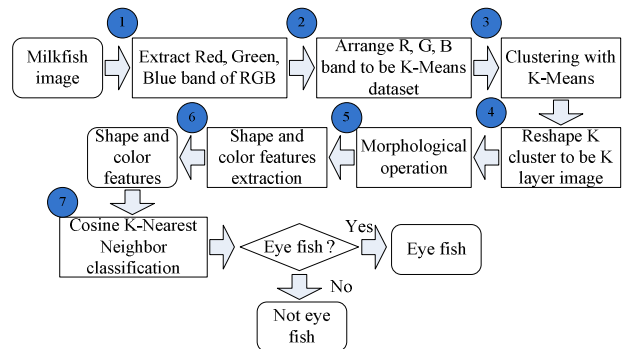 1
2
3
Milkfish
image
Extract Red, Green,
Blue band of RGB
Arrange R, G, B
band to be K-Means
dataset
Clustering with
K-Means
6
5
4
Shape and
color
features
Shape and
color features
extraction
Morphological
operation
Reshape K
cluster to be K
layer image
7
Cosine K-Nearest
Neighbor
classification
Eye fish ?
Yes
Eye fish
No
Not eye
fish